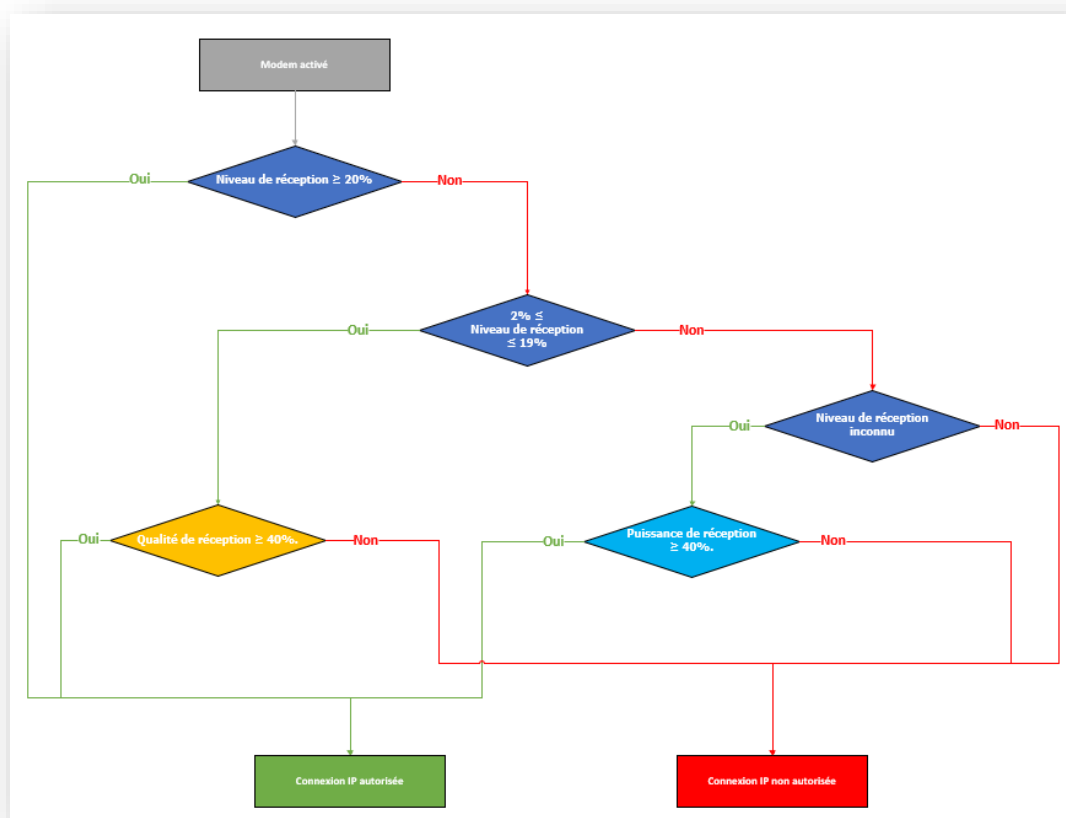 Modem activé
Oui
Niveau de réception ≥ 20%
Non
2% ≤
Niveau de réception
≤ 19%
Oui
Non
Niveau de réception
inconnu
Oui
Non
Oui
Qualité de réception ≥ 40%.
Non
Oui
Puissance de réception
≥ 40%.
Non
Connexion IP autorisée
Connexion IP non autorisée